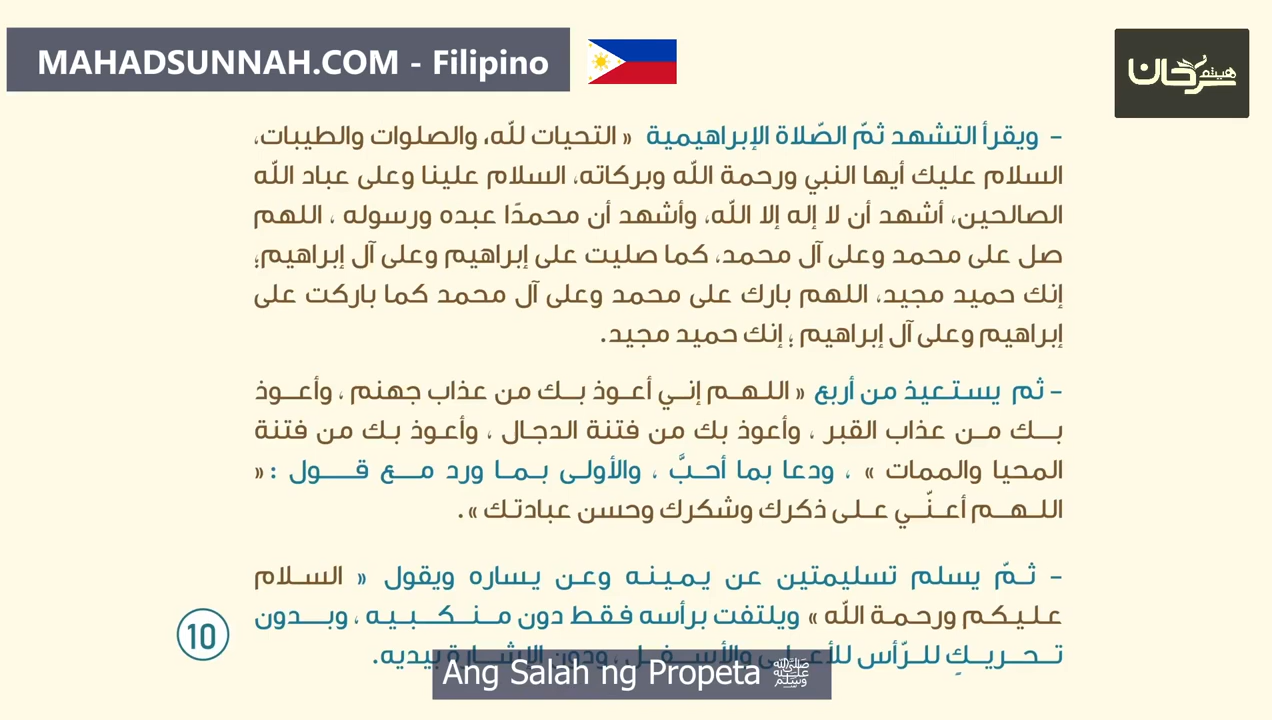 MAHADSUNNAH.COM - Filipino
هيثم سرحان
- ويقرأ التشهد ثمّ الصّلاة الإبراهيمية « التحيات للّه، والصلوات والطيبات،
السلام عليك أيها النبي ورحمة اللّه وبركاته، السلام علينا وعلى عباد اللّه
الصالحين، أشهد أن لا إله إلا اللّه، وأشهد أن محمدًا عبده ورسوله ، اللهم
صل على محمد وعلى آل محمد، كما صليت على إبراهيم وعلى آل إبراهيم؛
إنك حميد مجيد، اللهم بارك على محمد وعلى آل محمد كما باركت على
إبراهيم وعلى آل إبراهيم ؛ إنك حميد مجيد.
- ثم يستعيذ من أربع « اللهم إني أعوذ بك من عذاب جهنم ، وأعوذ
بك من عذاب القبر ، وأعوذ بك من فتنة الدجال ، وأعوذ بك من فتنة
المحيا والممات » ، ودعا بما أحبَّ ، والأولى بما ورد مع قول : «
اللهم أعنّي على ذكرك وشكرك وحسن عبادتك » .
- ثمّ يسلم تسليمتين عن يمينه وعن يساره ويقول « السلام
عليكم ورحمة اللّه » ويلتفت برأسه فقط دون منكبيه ، وبدون
تحريكٍ للرّأس للأعلى والأسفل ، ودون الإشارة بيديه.
10
Ang Salah ng Propeta ﷺ